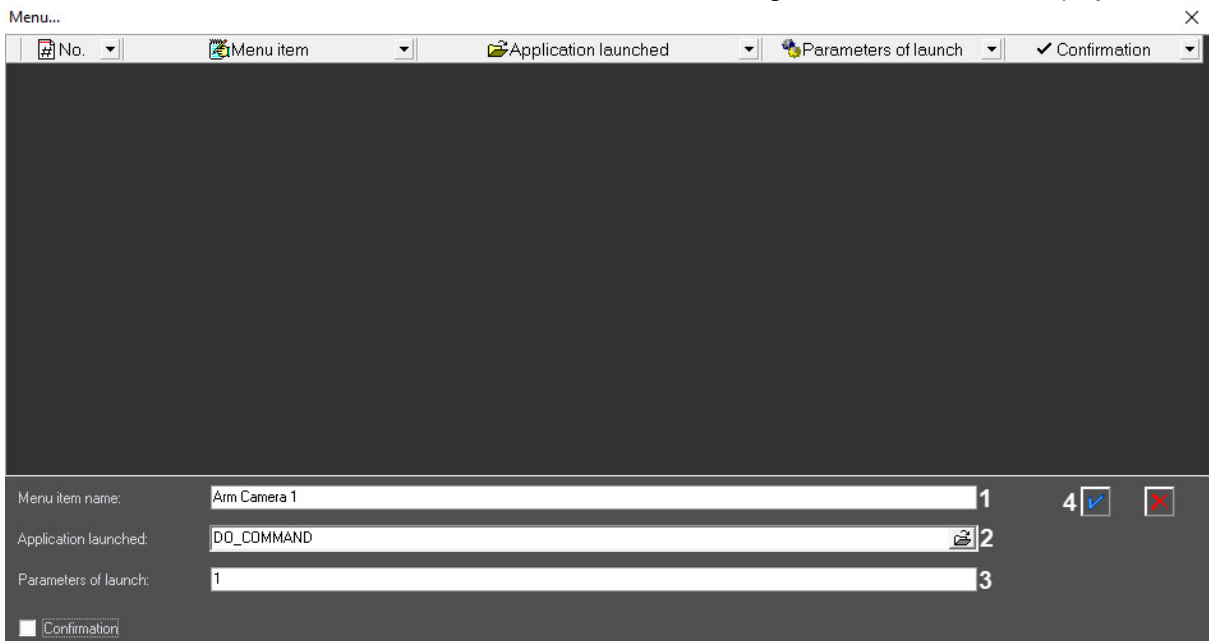 Menu...
No. Menu item Application launched Parameters of launch Confirmation
Menu item name: Arm Camera 1 1 4
Application launched: DO_COMMAND 2
Parameters of launch: 1 3
Confirmation